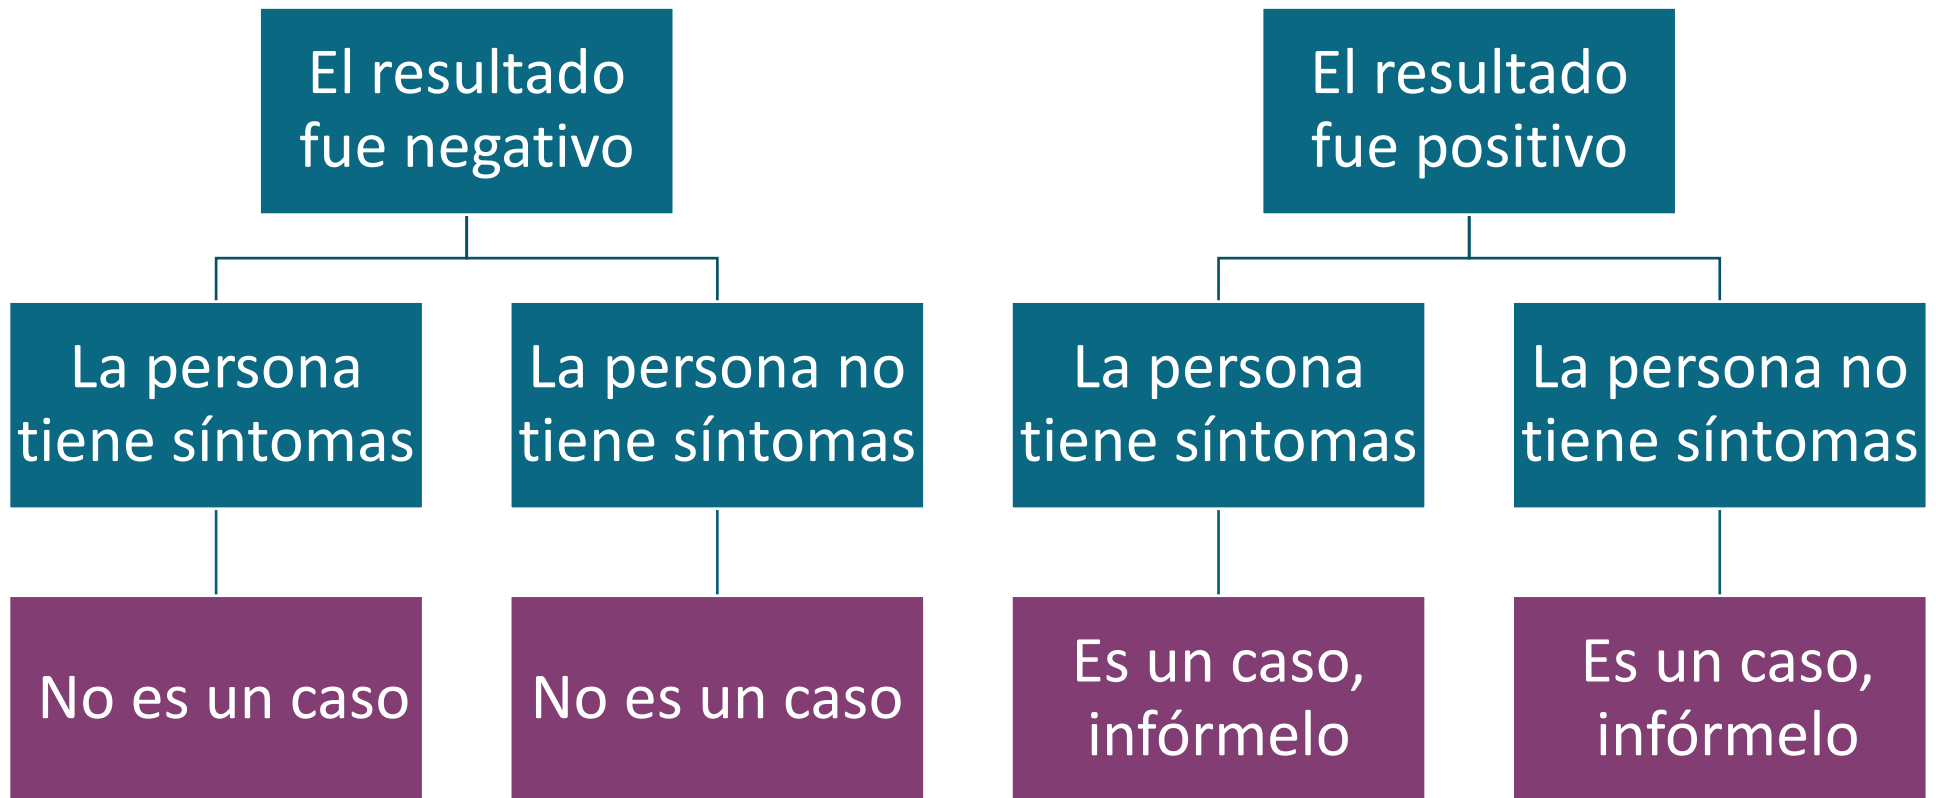 El resultado
fue negativo
El resultado
fue positivo
La persona
tiene síntomas
La persona no
tiene síntomas
La persona
tiene síntomas
La persona no
tiene síntomas
No es un caso
No es un caso
Es un caso,
infórmelo
Es un caso,
infórmelo